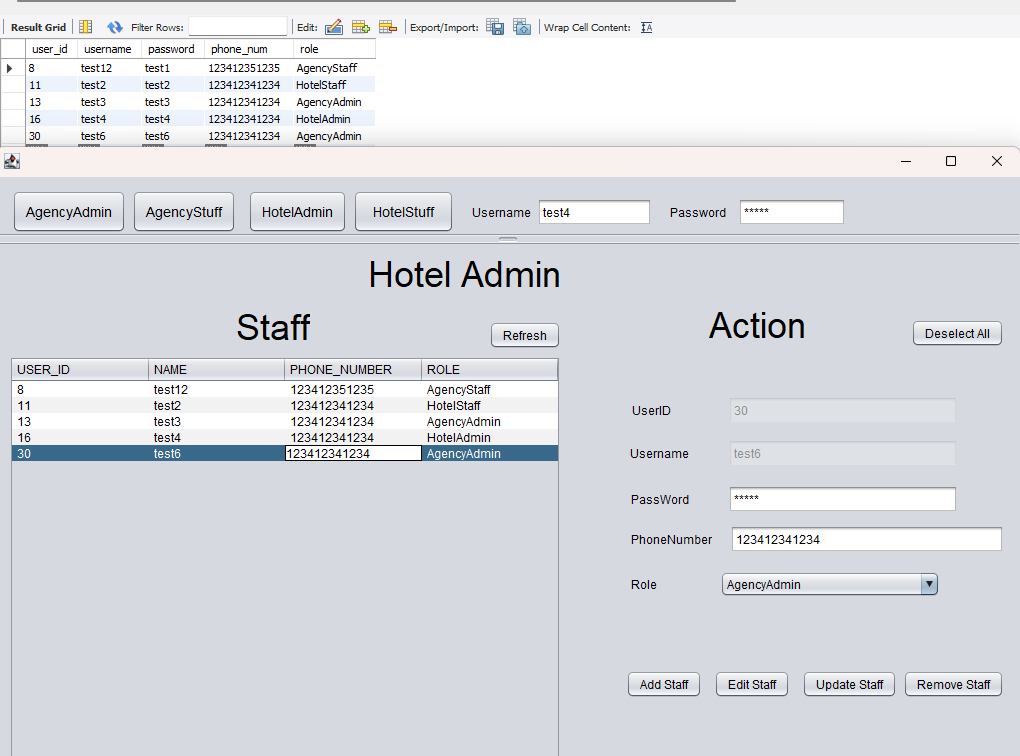 Result Grid Filter Rows: Edit: Export/Import: Wrap Cell Content:
user_id username password phone_num role
8 test12 test1 123412351235 AgencyStaff
11 test2 test2 123412341234 HotelStaff
13 test3 test3 123412341234 AgencyAdmin
16 test4 test4 123412341234 HotelAdmin
30 test6 test6 123412341234 AgencyAdmin
AgencyAdmin AgencyStuff HotelAdmin HotelStuff Username test4 Password *****
Hotel Admin
Staff Refresh
Action Deselect All
USER_ID NAME PHONE_NUMBER ROLE
8 test12 123412351235 AgencyStaff
11 test2 123412341234 HotelStaff
13 test3 123412341234 AgencyAdmin
16 test4 123412341234 HotelAdmin
30 test6 123412341234 AgencyAdmin
UserID 30
Username test6
PassWord *****
PhoneNumber 123412341234
Role AgencyAdmin
Add Staff Edit Staff Update Staff Remove Staff